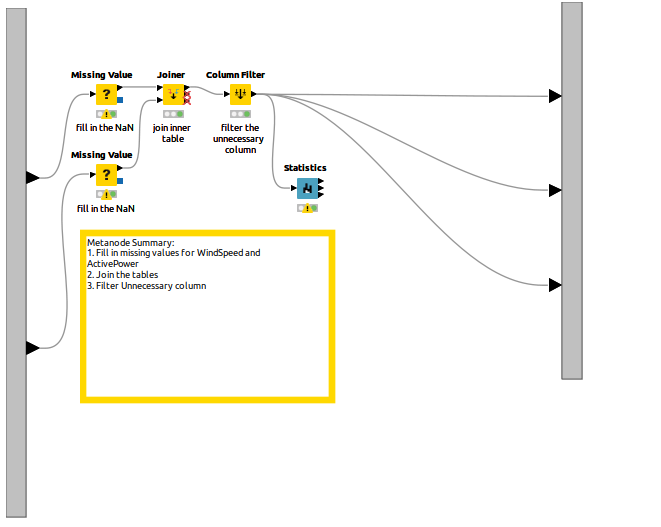 Missing Value
Joiner
Column Filter
fill in the NaN
join inner
table
filter the
unnecessary
column
Missing Value
fill in the NaN
Statistics
Metanode Summary:
1. Fill in missing values for WindSpeed and
ActivePower
2. Join the tables
3. Filter Unnecessary column